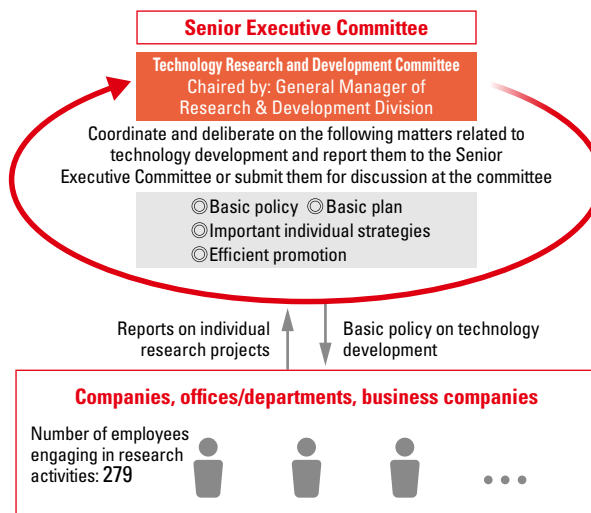 Senior Executive Committee
Technology Research and Development Committee
Chaired by: General Manager of
Research & Development Division
Coordinate and deliberate on the following matters related to
technology development and report them to the Senior
Executive Committee or submit them for discussion at the committee
◎Basic policy ◎Basic plan
◎Important individual strategies
◎Efficient promotion
Reports on individual
research projects
Basic policy on technology
development
Companies, offices/departments, business companies
Number of employees
engaging in research
activities: 279